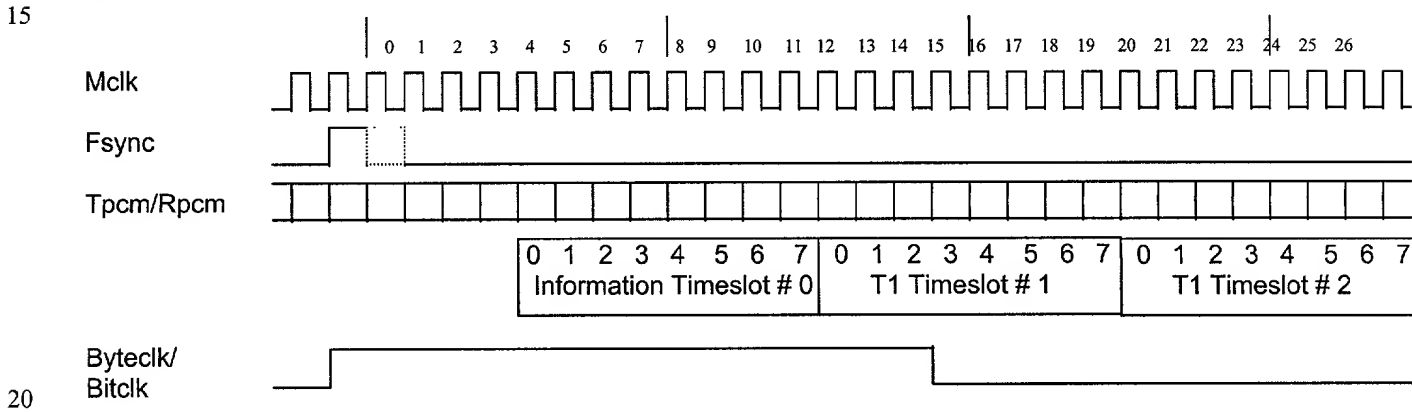 15
0 1 2 3 4 5 6 7 8 9 10 11 12 13 14 15 16 17 18 19 20 21 22 23 24 25 26
Mclk
Fsync
Tpcm/Rpcm
0 1 2 3 4 5 6 7 0 1 2 3 4 5 6 7 0 1 2 3 4 5 6 7
Information Timeslot # 0 T1 Timeslot # 1 T1 Timeslot # 2
Byteclk/
Bitclk
20